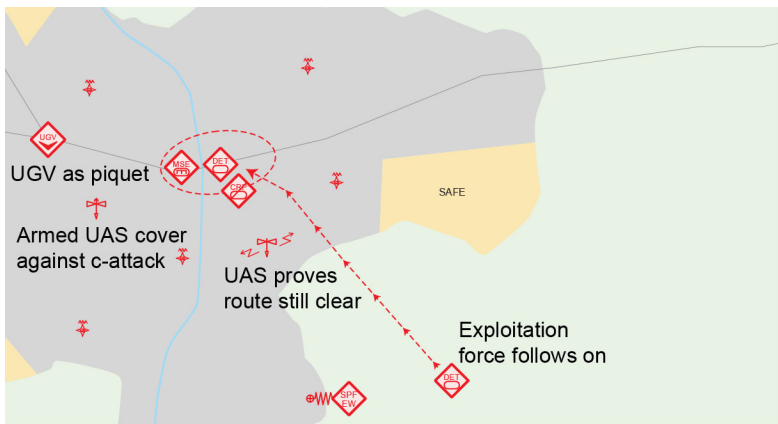 UGV
MSE
DET
CRP
UGV as piquet
SAFE
Armed UAS cover
against c-attack
UAS proves
route still clear
Exploitation
force follows on
DET
SPF
EW